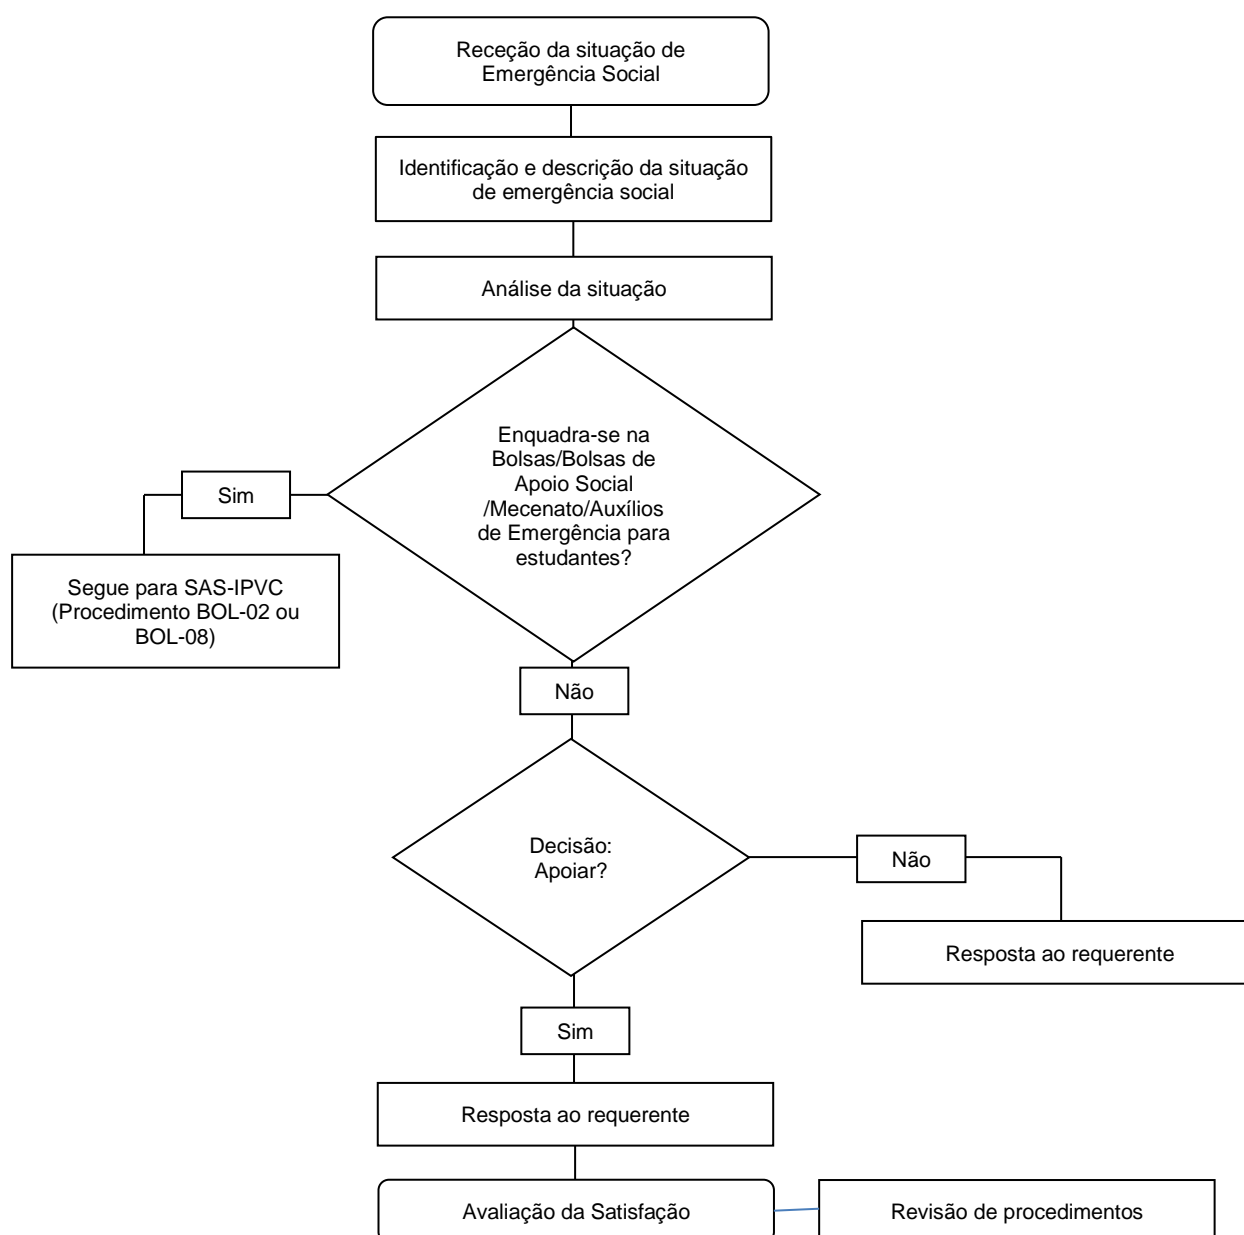 Receção da situação de
Emergência Social
Identificação e descrição da situação
de emergência social
Análise da situação
Enquadra-se na
Bolsas/Bolsas de
Apoio Social
/Mecenato/Auxílios
de Emergência para
estudantes?
Sim
Segue para SAS-IPVC
(Procedimento BOL-02 ou
BOL-08)
Não
Decisão:
Apoiar?
Não
Resposta ao requerente
Sim
Resposta ao requerente
Avaliação da Satisfação
Revisão de procedimentos